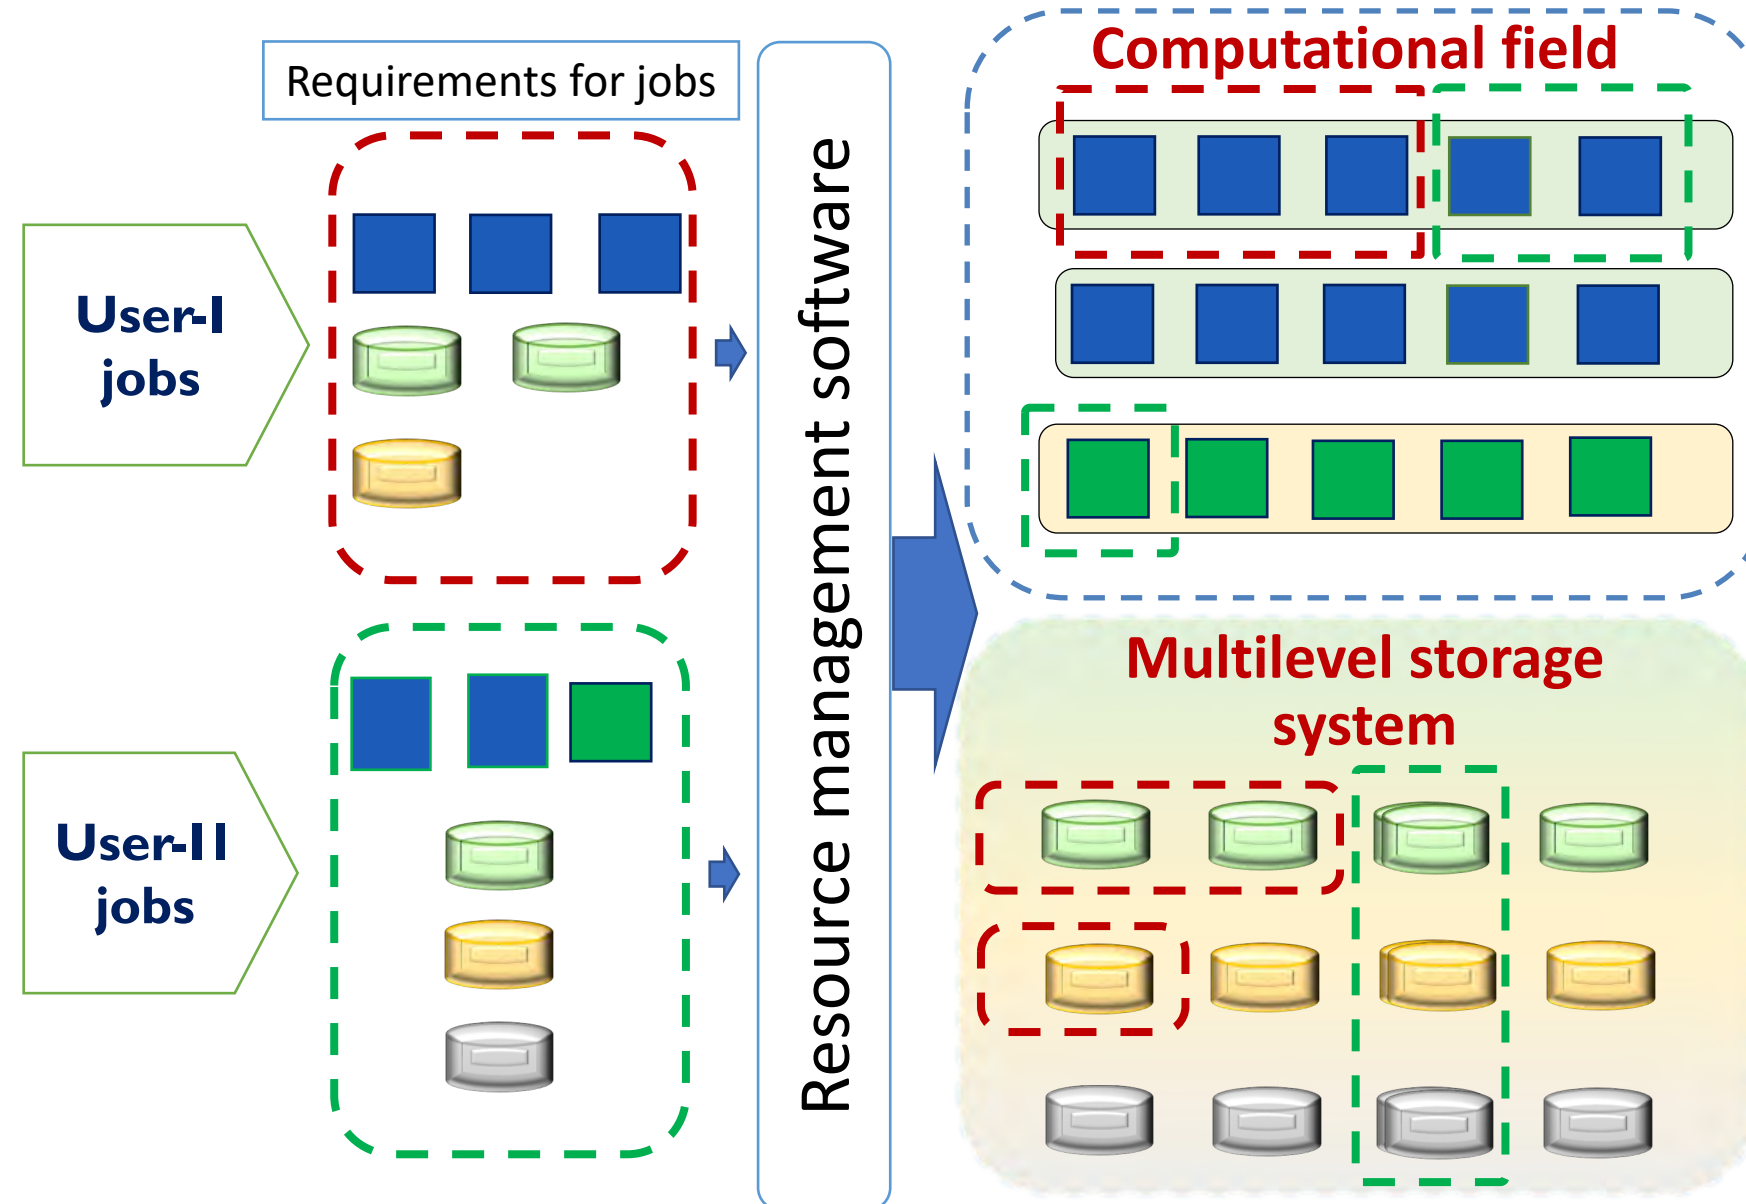 Requirements for jobs
User-I
jobs
User-II
jobs
Resource management software
Computational field
Multilevel storage
system